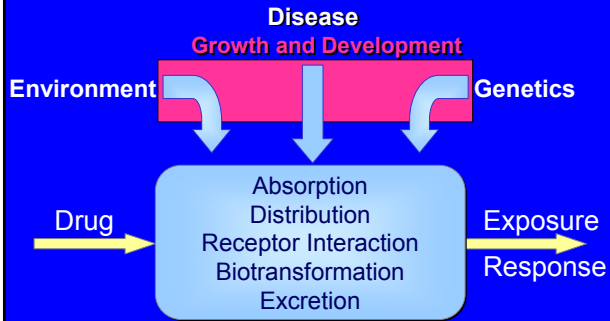 Disease
Growth and Development
Environment
Genetics
Absorption
Distribution
Receptor Interaction
Biotransformation
Excretion
Drug
Exposure
Response